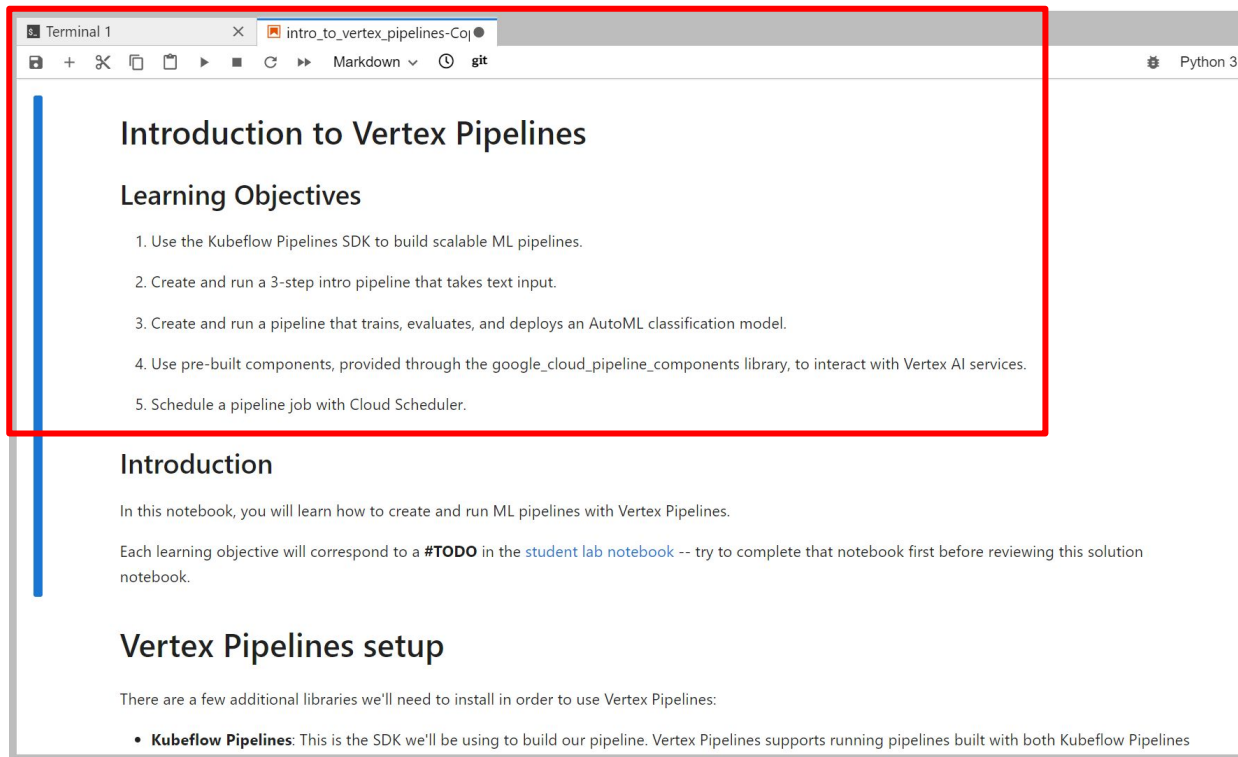 Terminal 1
intro_to_vertex_pipelines-Co
Markdown
git
Python 3
Introduction to Vertex Pipelines
Learning Objectives
1. Use the Kubeflow Pipelines SDK to build scalable ML pipelines.
2. Create and run a 3-step intro pipeline that takes text input.
3. Create and run a pipeline that trains, evaluates, and deploys an AutoML classification model.
4. Use pre-built components, provided through the google_cloud_pipeline_components library, to interact with Vertex AI services.
5. Schedule a pipeline job with Cloud Scheduler.
Introduction
In this notebook, you will learn how to create and run ML pipelines with Vertex Pipelines.
Each learning objective will correspond to a #TODO in the student lab notebook -- try to complete that notebook first before reviewing this solution
notebook.
Vertex Pipelines setup
There are a few additional libraries we'll need to install in order to use Vertex Pipelines:
• Kubeflow Pipelines: This is the SDK we'll be using to build our pipeline. Vertex Pipelines supports running pipelines built with both Kubeflow Pipelines